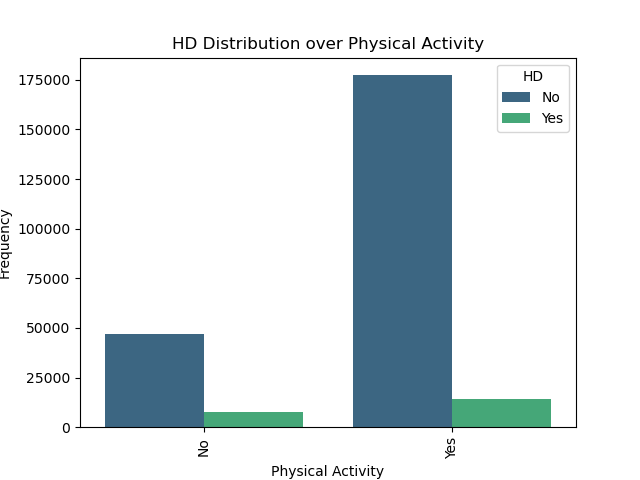 HD Distribution over Physical Activity
HD
No
Yes
175000
150000
125000
100000
75000
50000
25000
0
Frequency
No
Yes
Physical Activity